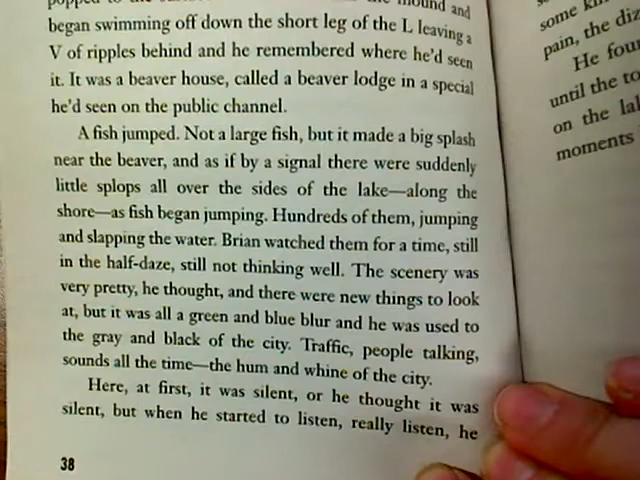 popped to the mound and
began swimming off down the short leg of the L leaving a
V of ripples behind and he remembered where he'd seen
it. It was a beaver house, called a beaver lodge in a special
he'd seen on the public channel.
A fish jumped. Not a large fish, but it made a big splash
near the beaver, and as if by a signal there were suddenly
little splops all over the sides of the lake—along the
shore—as fish began jumping. Hundreds of them, jumping
and slapping the water. Brian watched them for a time, still
in the half-daze, still not thinking well. The scenery was
very pretty, he thought, and there were new things to look
at, but it was all a green and blue blur and he was used to
the gray and black of the city. Traffic, people talking,
sounds all the time—the hum and whine of the city.
Here, at first, it was silent, or he thought it was
silent, but when he started to listen, really listen, he
38
some
pain, the
He
until the
on the
moments